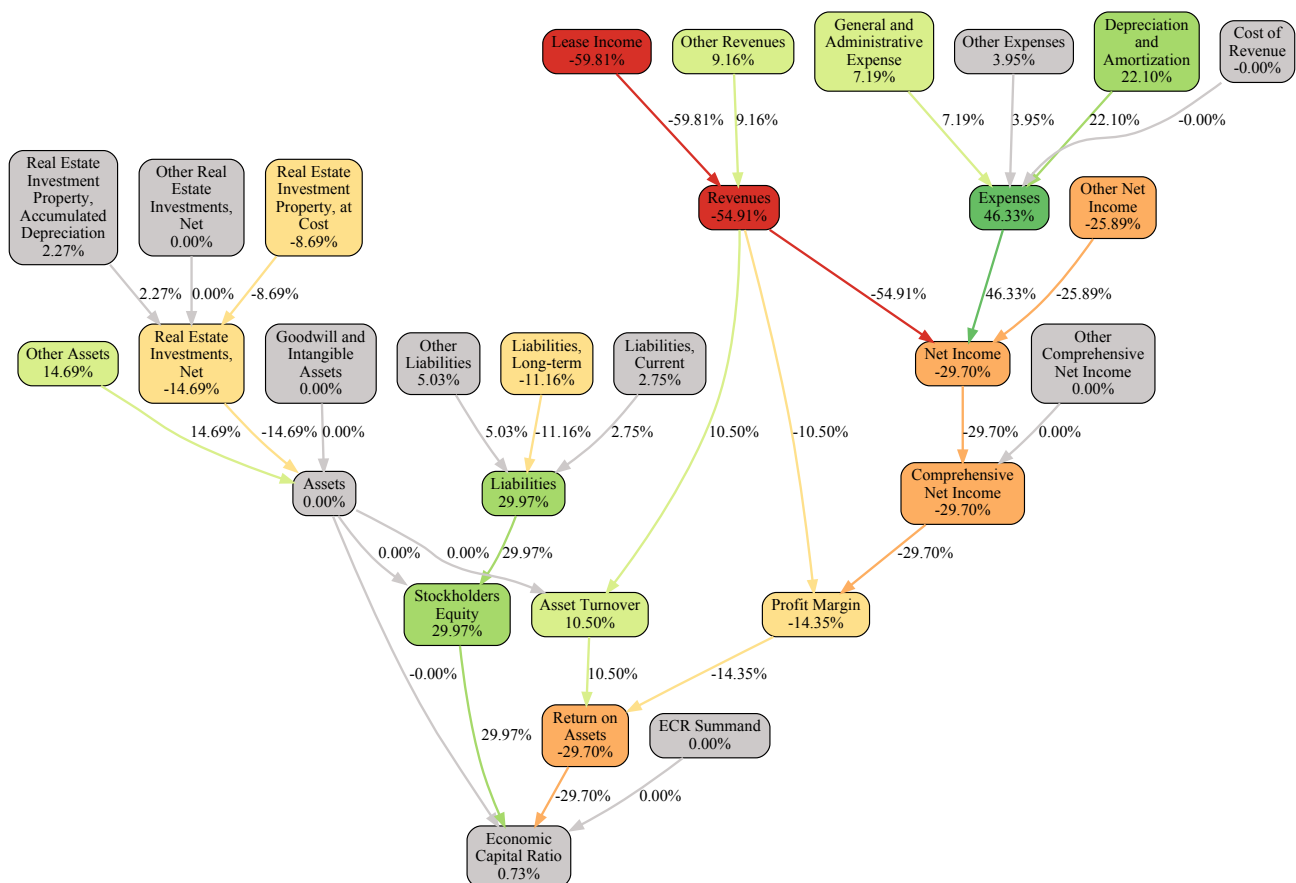 Lease Income
-59.81%
Other Revenues
9.16%
General and
Administrative
Expense
7.19%
Other Expenses
3.95%
Depreciation
and
Amortization
22.10%
Cost of
Revenue
-0.00%
-59.81%
9.16%
7.19%
3.95%
22.10%
-0.00%
Real Estate
Investment
Property,
Accumulated
Depreciation
2.27%
Other Real
Estate
Investments,
Net
0.00%
Real Estate
Investment
Property, at
Cost
-8.69%
Revenues
-54.91%
Expenses
46.33%
Other Net
Income
-25.89%
2.27%
0.00%
-8.69%
-54.91%
46.33%
-25.89%
Other Assets
14.69%
Real Estate
Investments,
Net
-14.69%
Goodwill and
Intangible
Assets
0.00%
Other
Liabilities
5.03%
Liabilities,
Long-term
-11.16%
Liabilities,
Current
2.75%
Net Income
-29.70%
Other
Comprehensive
Net Income
0.00%
14.69%
-14.69%
0.00%
5.03%
-11.16%
2.75%
10.50%
-10.50%
-29.70%
0.00%
Assets
0.00%
Liabilities
29.97%
Comprehensive
Net Income
-29.70%
0.00%
0.00%
29.97%
-29.70%
Stockholders
Equity
29.97%
Asset Turnover
10.50%
Profit Margin
-14.35%
-0.00%
10.50%
-14.35%
29.97%
Return on
Assets
-29.70%
ECR Summand
0.00%
-29.70%
0.00%
Economic
Capital Ratio
0.73%